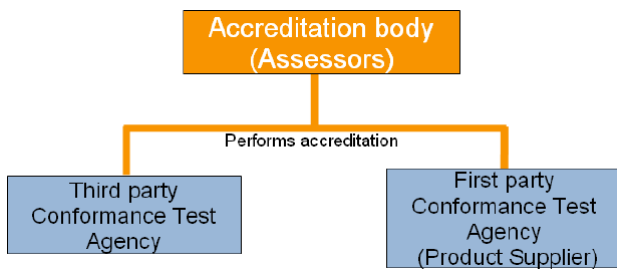 Accreditation body
(Assessors)
Performs accreditation
Third party
Conformance Test
Agency
First party
Conformance Test
Agency
(Product Supplier)